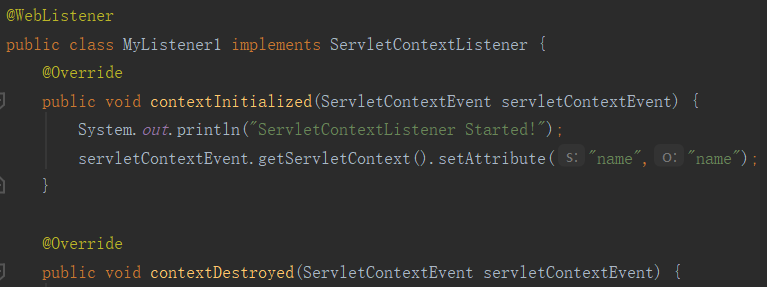 @WebListener
public class MyListener1 implements ServletContextListener {
@Override
public void contextInitialized(ServletContextEvent servletContextEvent) {
System.out.println("ServletContextListener Started!");
servletContextEvent.getServletContext().setAttribute( s: "name", o: "name");
}
@Override
public void contextDestroyed(ServletContextEvent servletContextEvent) {